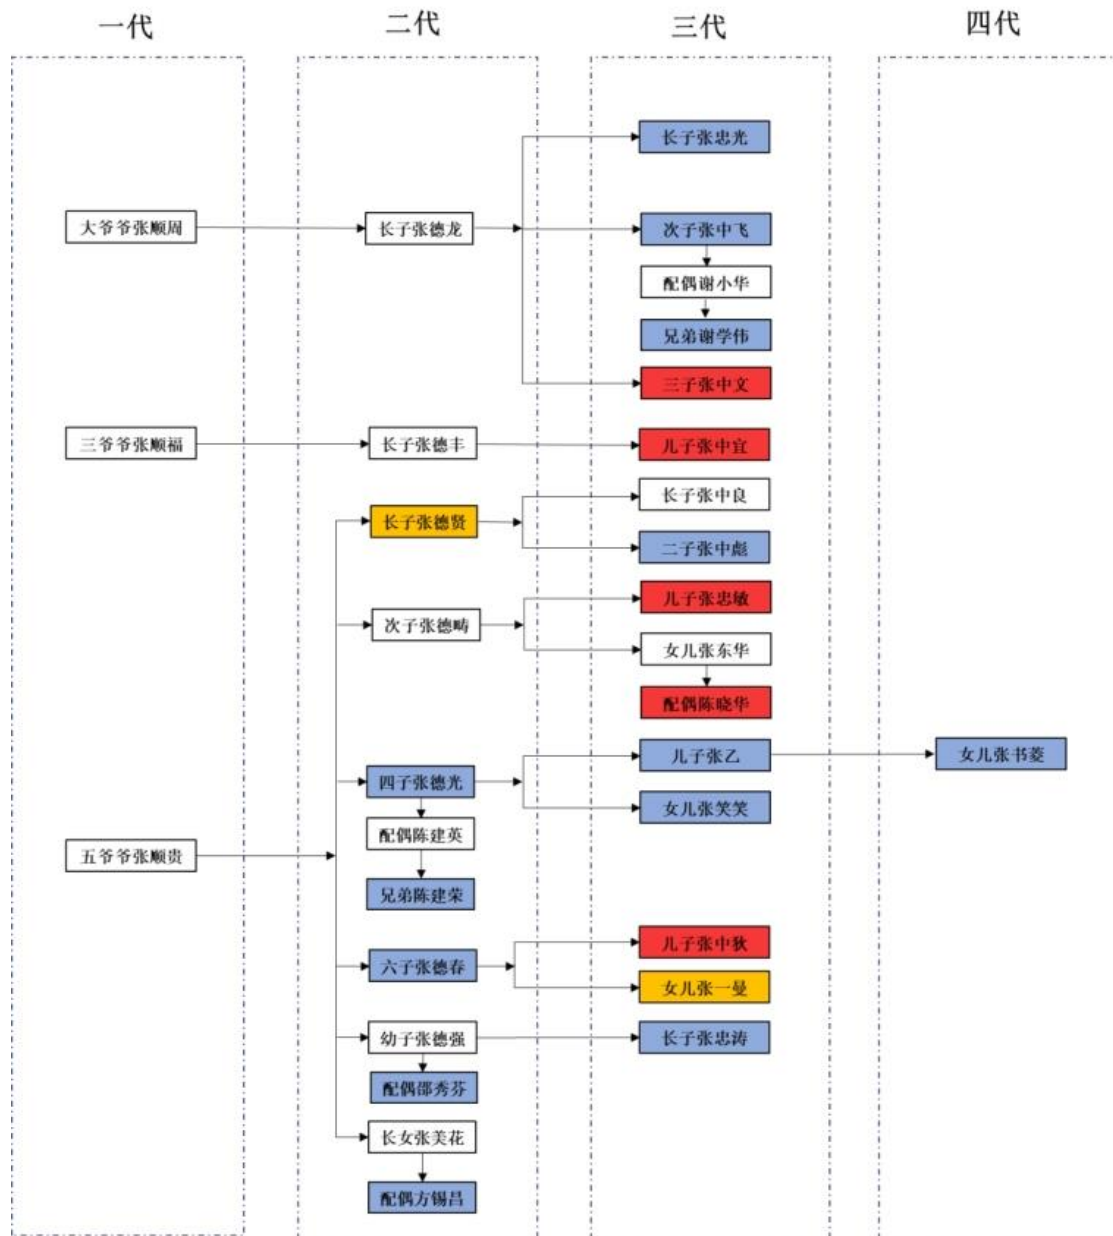 一代
二代
三代
四代
长子张忠光
大爷爷张顺周
长子张德龙
次子张中飞
配偶谢小华
兄弟谢学伟
三子张中文
三爷爷张顺福
长子张德丰
儿子张中宜
长子张德贤
长子张中良
二子张中彪
次子张德畴
儿子张忠敏
女儿张东华
配偶陈晓华
四子张德光
儿子张乙
女儿张书菱
女儿张笑笑
配偶陈建英
五爷爷张顺贵
兄弟陈建荣
六子张德春
儿子张中狄
女儿张一曼
幼子张德强
长子张忠涛
配偶邵秀芬
长女张美花
配偶方锡昌